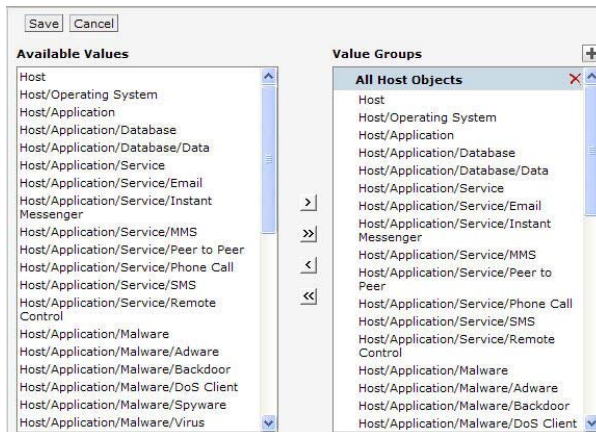 Save Cancel
Available Values
Host
Host/Operating System
Host/Application
Host/Application/Database
Host/Application/Database/Data
Host/Application/Service
Host/Application/Service/Email
Host/Application/Service/Instant
Messenger
Host/Application/Service/MMS
Host/Application/Service/Peer to Peer
Host/Application/Service/Phone Call
Host/Application/Service/SMS
Host/Application/Service/Remote
Control
Host/Application/Malware
Host/Application/Malware/Adware
Host/Application/Malware/Backdoor
Host/Application/Malware/DoS Client
Host/Application/Malware/Spyware
Host/Application/Malware/Virus
>
>>
<
<<
Value Groups
All Host Objects
Host
Host/Operating System
Host/Application
Host/Application/Database
Host/Application/Database/Data
Host/Application/Service
Host/Application/Service/Email
Host/Application/Service/Instant
Messenger
Host/Application/Service/MMS
Host/Application/Service/Peer to
Peer
Host/Application/Service/Phone Call
Host/Application/Service/SMS
Host/Application/Service/Remote
Control
Host/Application/Malware
Host/Application/Malware/Adware
Host/Application/Malware/Backdoor
Host/Application/Malware/DoS Client